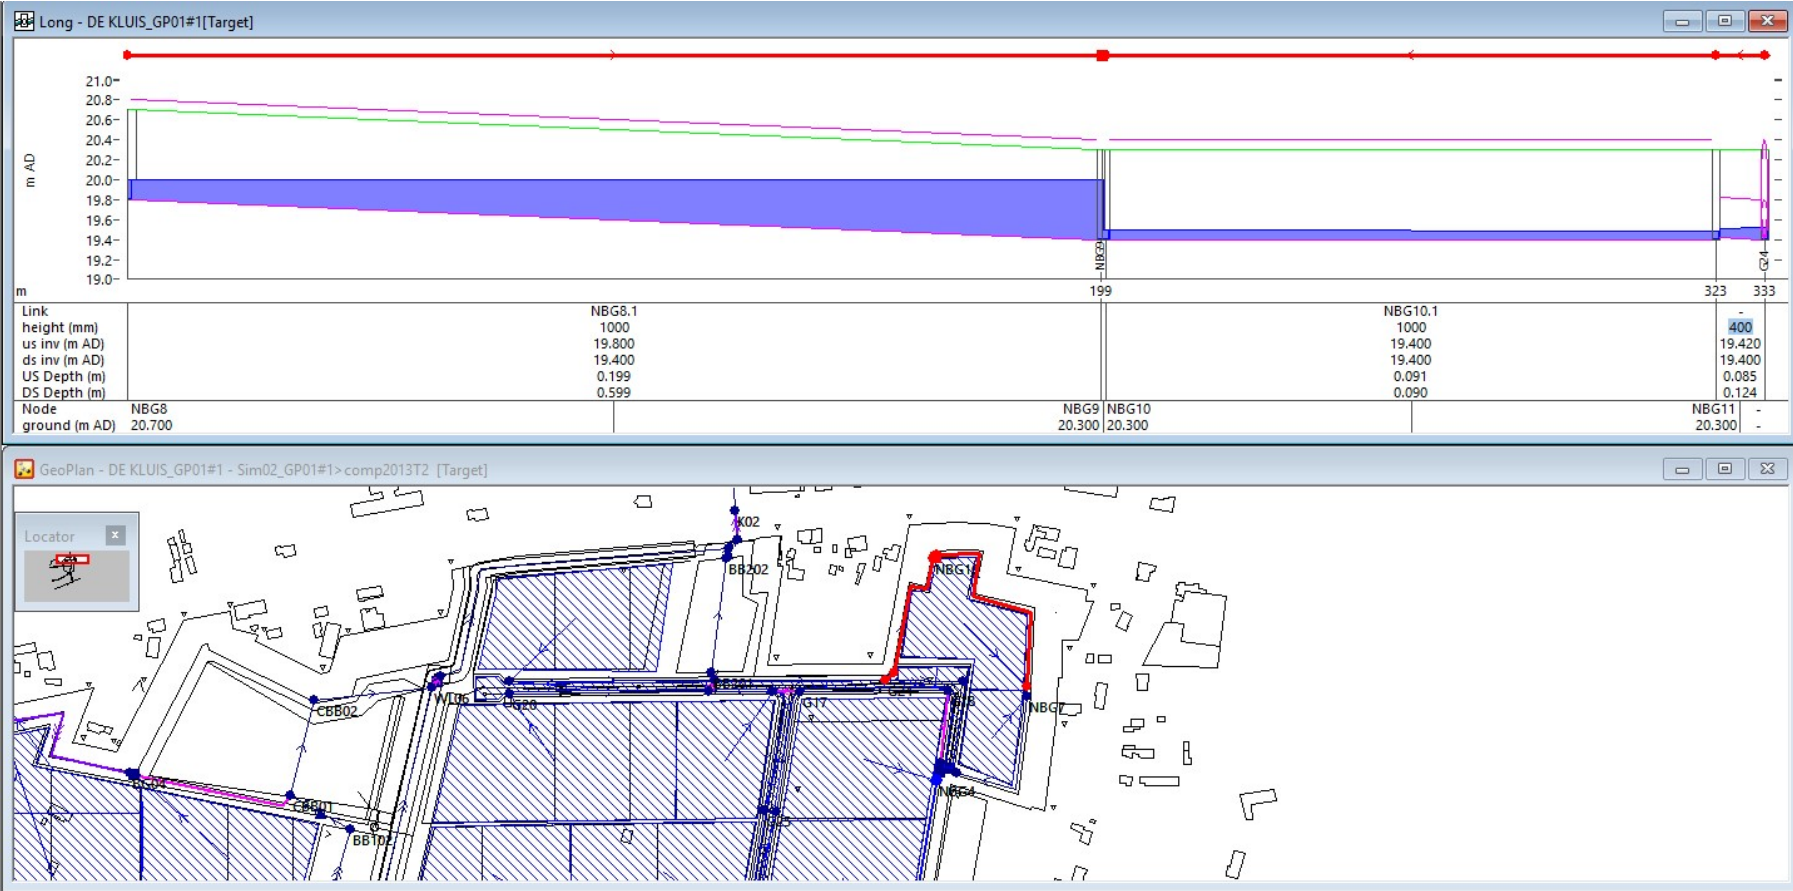 Long - DE KLUIS_GP01#1[Target]
21.0
20.8
20.6
20.4
20.2
20.0
19.8
19.6
19.4
19.2
19.0
m AD
NBG9
G24
m 199 323 333
Link NBG8.1 NBG10.1 -
height (mm) 1000 1000 400
us inv (m AD) 19.800 19.400 19.420
ds inv (m AD) 19.400 19.400 19.400
US Depth (m) 0.199 0.091 0.085
DS Depth (m) 0.599 0.090 0.124
Node NBG8 NBG9 NBG10 NBG11 -
ground (m AD) 20.700 20.300 20.300 20.300 -
GeoPlan - DE KLUIS_GP01#1 - Sim02_GP01#1>comp2013T2 [Target]
Locator
K02
BB202
NBG1
CBB02
WL06
G17
NBG7
CBB01
BB102